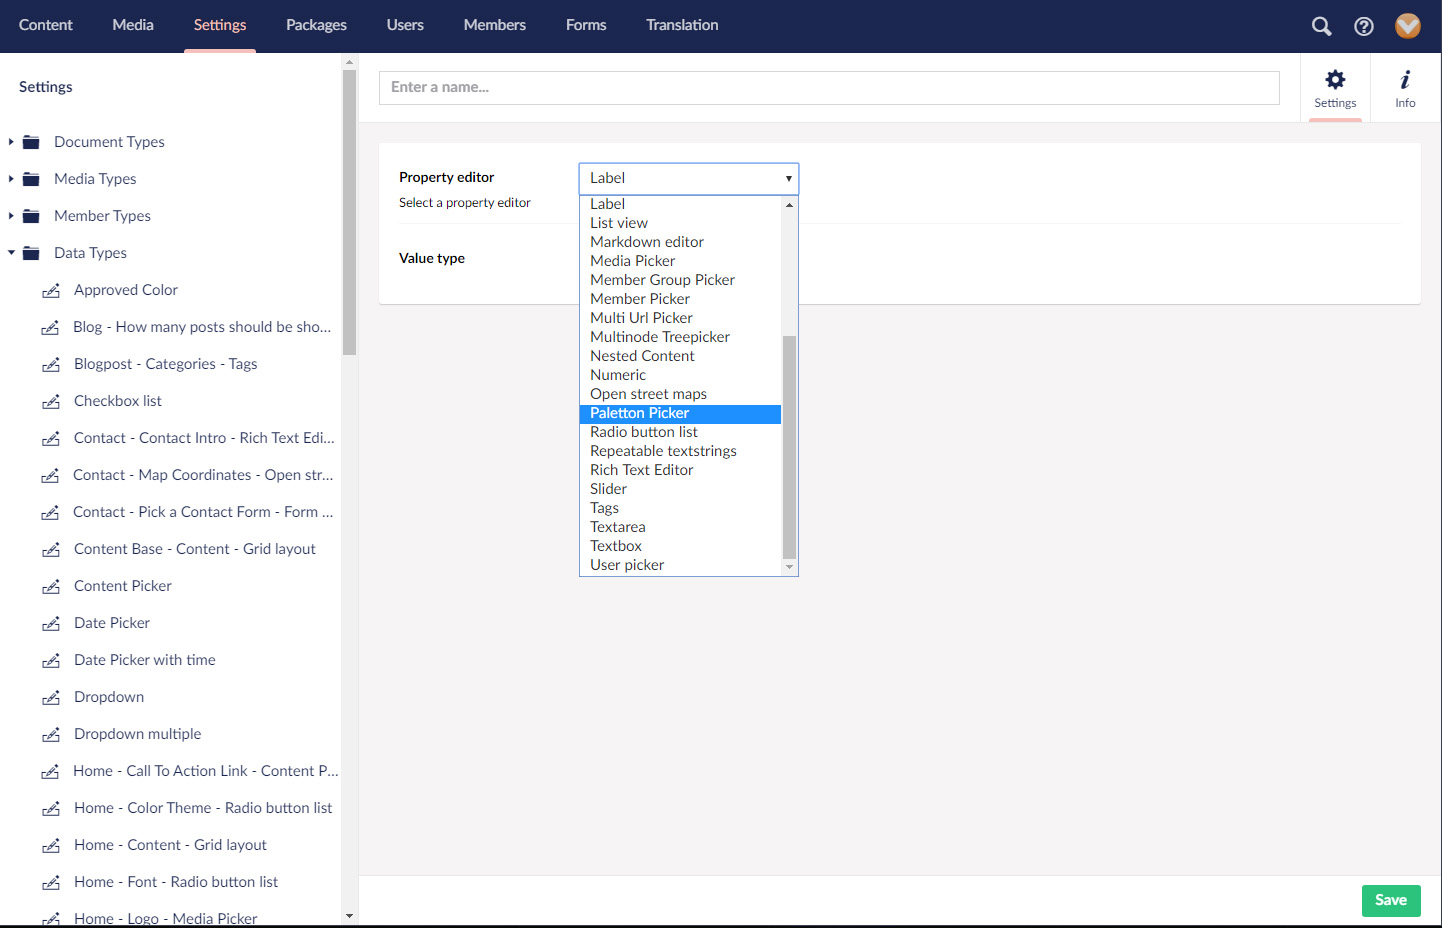 Content Media Settings Packages Users Members Forms Translation
Settings
Document Types
Media Types
Member Types
Data Types
Approved Color
Blog - How many posts should be sho...
Blogpost - Categories - Tags
Checkbox list
Contact - Contact Intro - Rich Text Edi...
Contact - Map Coordinates - Open str...
Contact - Pick a Contact Form - Form ...
Content Base - Content - Grid layout
Content Picker
Date Picker
Date Picker with time
Dropdown
Dropdown multiple
Home - Call To Action Link - Content P...
Home - Color Theme - Radio button list
Home - Content - Grid layout
Home - Font - Radio button list
Home - Logo - Media Picker
Enter a name...
Settings
Info
Property editor
Select a property editor
Label
Label
List view
Markdown editor
Media Picker
Member Group Picker
Member Picker
Multi Url Picker
Multinode Treepicker
Nested Content
Numeric
Open street maps
Paletton Picker
Radio button list
Repeatable textstrings
Rich Text Editor
Slider
Tags
Textarea
Textbox
User picker
Value type
Save